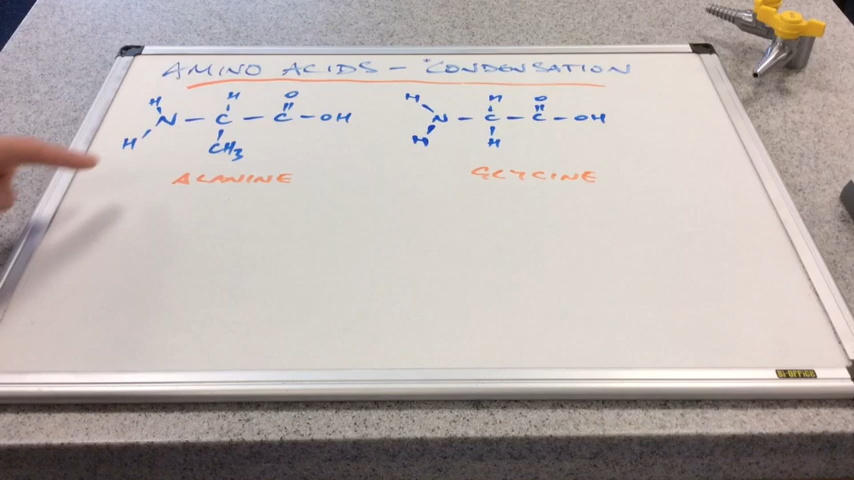 AMINO ACIDS - CONDENSATION
H H O H H O
N - C - C - OH N - C - C - OH
H CH3 H H
ALANINE GLYCINE
BI-OFFICE